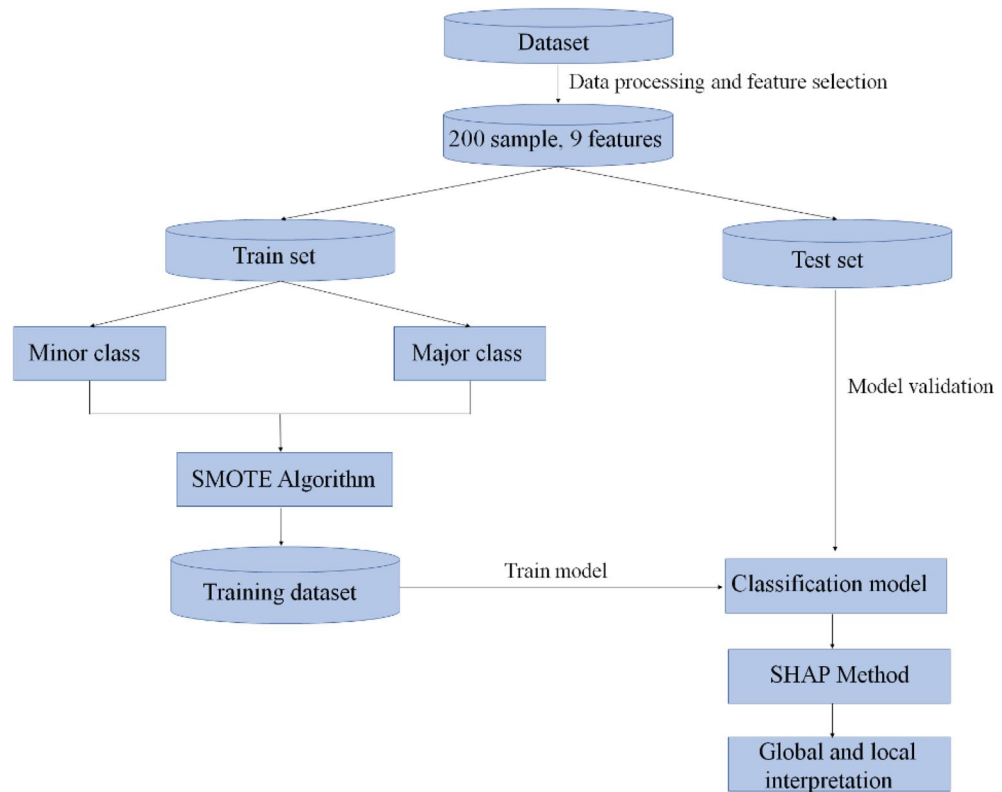 Dataset
Data processing and feature selection
200 sample, 9 features
Train set
Test set
Minor class
Major class
Model validation
SMOTE Algorithm
Training dataset
Train model
Classification model
SHAP Method
Global and local
interpretation